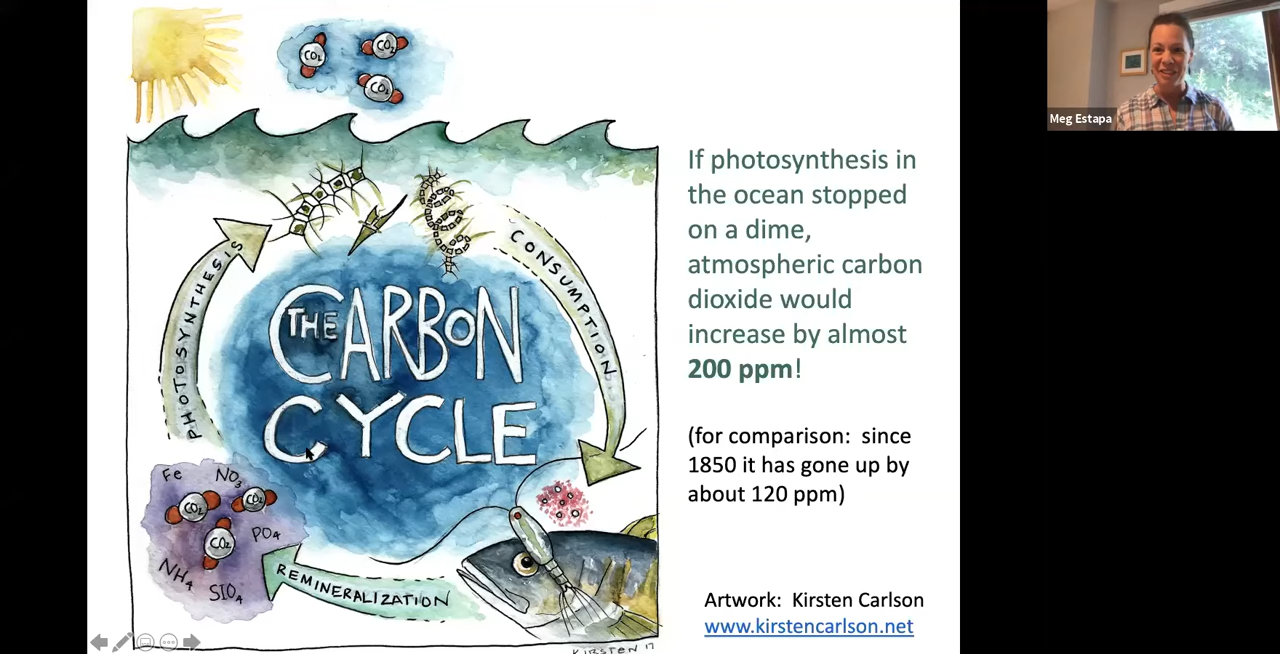 CO2
CO2
CO2
Meg Estapa
PHOTOSYNTHESIS
CONSUMPTION
THE CARBON
CYCLE
If photosynthesis in
the ocean stopped
on a dime,
atmospheric carbon
dioxide would
increase by almost
200 ppm!
(for comparison:  since
1850 it has gone up by
about 120 ppm)
Fe
NO3
CO2
CO2
CO2
PO4
NH4
SIO4
REMINERALIZATION
Artwork:  Kirsten Carlson
www.kirstencarlson.net
KIRSTEN 17